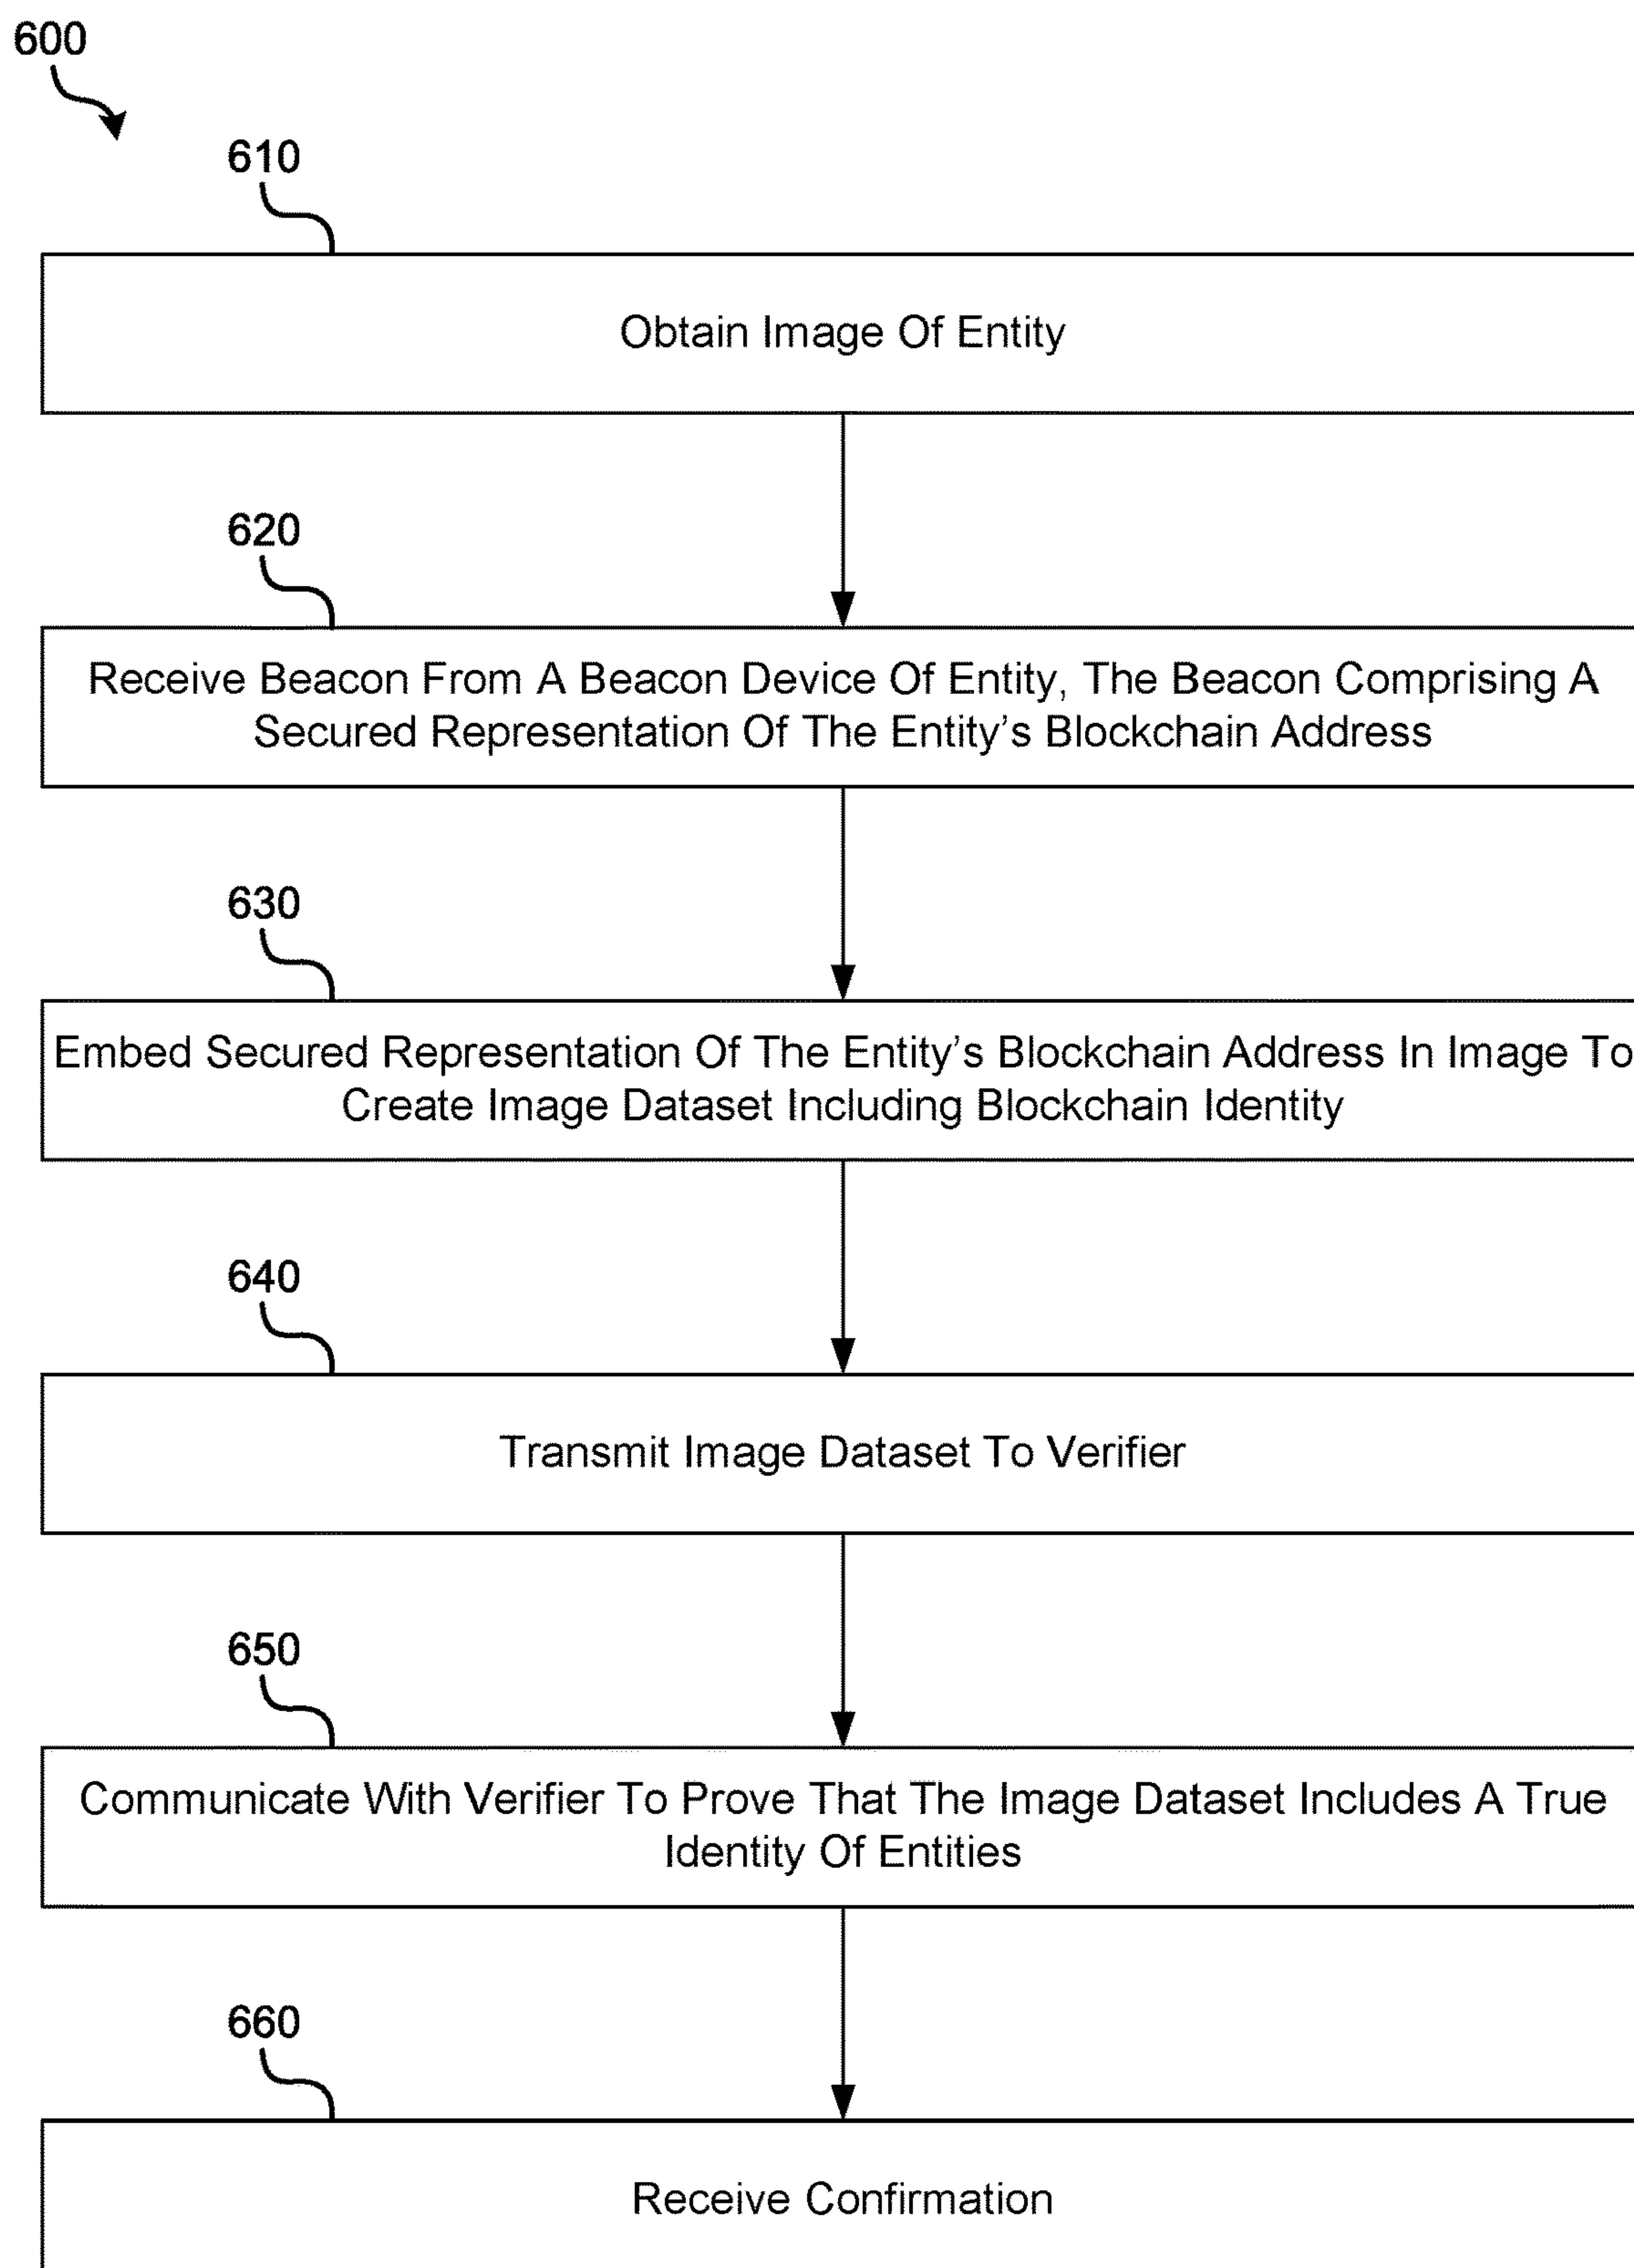 600
610
Obtain Image Of Entity
620
Receive Beacon From A Beacon Device Of Entity, The Beacon Comprising A
Secured Representation Of The Entity's Blockchain Address
630
Embed Secured Representation Of The Entity's Blockchain Address In Image To
Create Image Dataset Including Blockchain Identity
640
Transmit Image Dataset To Verifier
650
Communicate With Verifier To Prove That The Image Dataset Includes A True
Identity Of Entities
660
Receive Confirmation